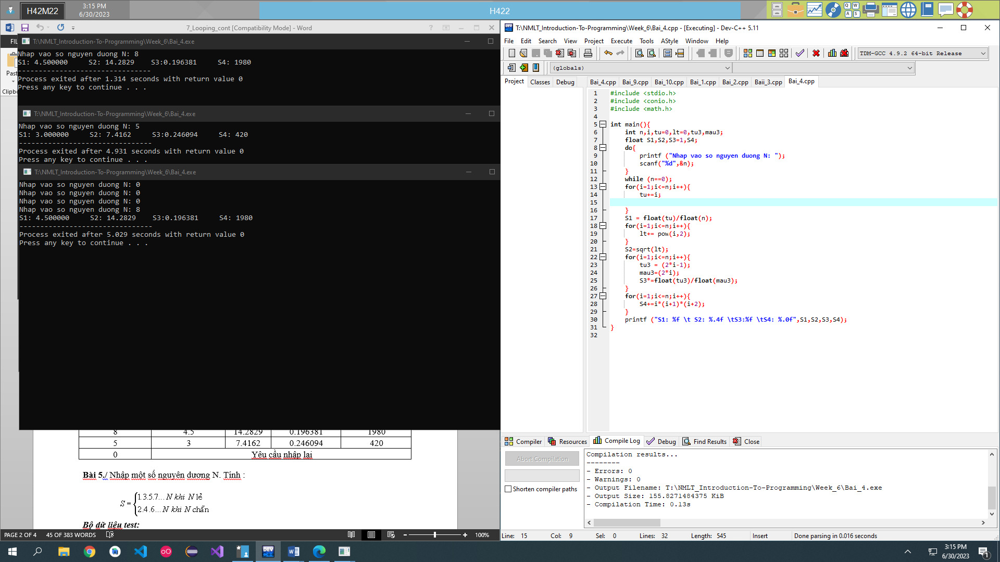 H42M22
3:15 PM
6/30/2023
H422
7_Looping_cont [Compatibility Mode] - Word
FIL
Past
Clipb
T:\NMLT_Introduction-To-Programming\Week_6\Bai_4.exe
Nhap vao so nguyen duong N: 8
S1: 4.500000 S2: 14.2829 S3:0.196381 S4: 1980
--------------------------------
Process exited after 1.314 seconds with return value 0
Press any key to continue . . .
T:\NMLT_Introduction-To-Programming\Week_6\Bai_4.exe
Nhap vao so nguyen duong N: 5
S1: 3.000000 S2: 7.4162 S3:0.246094 S4: 420
--------------------------------
Process exited after 4.931 seconds with return value 0
Press any key to continue . . .
T:\NMLT_Introduction-To-Programming\Week_6\Bai_4.exe
Nhap vao so nguyen duong N: 0
Nhap vao so nguyen duong N: 0
Nhap vao so nguyen duong N: 0
Nhap vao so nguyen duong N: 8
S1: 4.500000 S2: 14.2829 S3:0.196381 S4: 1980
--------------------------------
Process exited after 5.029 seconds with return value 0
Press any key to continue . . .
8 4.5 14.2829 0.196381 1980
5 3 7.4162 0.246094 420
0 Yêu cầu nhập lại
Bài 5./ Nhập một số nguyên dương N. Tính :
S = { 1.3.5.7... N khi N lẻ
2.4.6... N khi N chẵn
Bộ dữ liệu test:
PAGE 2 OF 4 45 OF 383 WORDS 100%
T:\NMLT_Introduction-To-Programming\Week_6\Bai_4.cpp - [Executing] - Dev-C++ 5.11
File Edit Search View Project Execute Tools AStyle Window Help
TDM-GCC 4.9.2 64-bit Release
(globals)
Project Classes Debug
Bai_4.cpp Bai_9.cpp Bai_10.cpp Bai_1.cpp Bai_2.cpp Baii_3.cpp Bai_4.cpp
1 #include <stdio.h>
2 #include <conio.h>
3 #include <math.h>
4
5 int main(){
6 int n,i,tu=0,lt=0,tu3,mau3;
7 float S1,S2,S3=1,S4;
8 do{
9 printf ("Nhap vao so nguyen duong N: ");
10 scanf("%d",&n);
11 }
12 while (n==0);
13 for(i=1;i<=n;i++){
14 tu+=i;
15
16 }
17 S1 = float(tu)/float(n);
18 for(i=1;i<=n;i++){
19 lt+= pow(i,2);
20 }
21 S2=sqrt(lt);
22 for(i=1;i<=n;i++){
23 tu3 = (2*i-1);
24 mau3=(2*i);
25 S3*=float(tu3)/float(mau3);
26 }
27 for(i=1;i<=n;i++){
28 S4+=i*(i+1)*(i+2);
29 }
30 printf ("S1: %f \t S2: %.4f \tS3:%f \tS4: %.0f",S1,S2,S3,S4);
31 }
32
Compiler Resources Compile Log Debug Find Results Close
Abort Compilation
Shorten compiler paths
Compilation results...
--------
- Errors: 0
- Warnings: 0
- Output Filename: T:\NMLT_Introduction-To-Programming\Week_6\Bai_4.exe
- Output Size: 155.8271484375 KiB
- Compilation Time: 0.13s
Line: 15 Col: 9 Sel: 0 Lines: 32 Length: 545 Insert Done parsing in 0.016 seconds
3:15 PM
6/30/2023
1